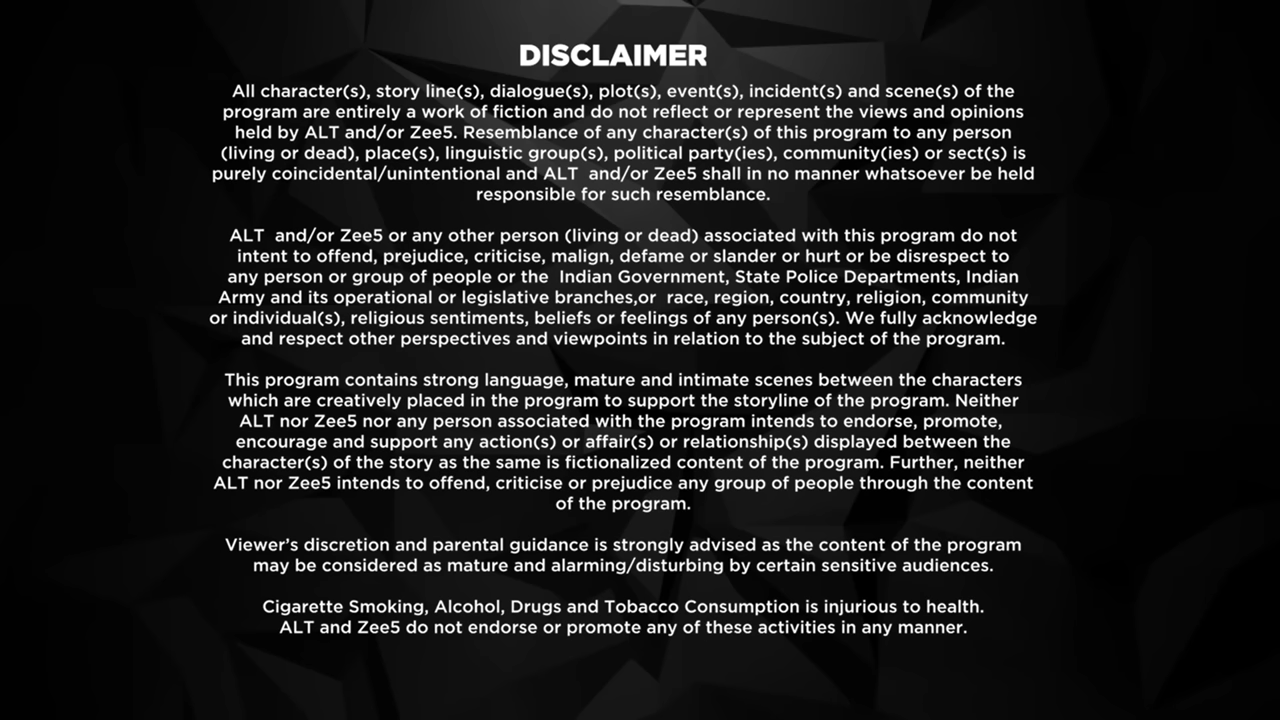 DISCLAIMER
All character(s), story line(s), dialogue(s), plot(s), event(s), incident(s) and scene(s) of the
program are entirely a work of fiction and do not reflect or represent the views and opinions
held by ALT and/or Zee5. Resemblance of any character(s) of this program to any person
(living or dead), place(s), linguistic group(s), political party(ies), community(ies) or sect(s) is
purely coincidental/unintentional and ALT  and/or Zee5 shall in no manner whatsoever be held
responsible for such resemblance.
ALT  and/or Zee5 or any other person (living or dead) associated with this program do not
intent to offend, prejudice, criticise, malign, defame or slander or hurt or be disrespect to
any person or group of people or the  Indian Government, State Police Departments, Indian
Army and its operational or legislative branches,or  race, region, country, religion, community
or individual(s), religious sentiments, beliefs or feelings of any person(s). We fully acknowledge
and respect other perspectives and viewpoints in relation to the subject of the program.
This program contains strong language, mature and intimate scenes between the characters
which are creatively placed in the program to support the storyline of the program. Neither
ALT nor Zee5 nor any person associated with the program intends to endorse, promote,
encourage and support any action(s) or affair(s) or relationship(s) displayed between the
character(s) of the story as the same is fictionalized content of the program. Further, neither
ALT nor Zee5 intends to offend, criticise or prejudice any group of people through the content
of the program.
Viewer's discretion and parental guidance is strongly advised as the content of the program
may be considered as mature and alarming/disturbing by certain sensitive audiences.
Cigarette Smoking, Alcohol, Drugs and Tobacco Consumption is injurious to health.
ALT and Zee5 do not endorse or promote any of these activities in any manner.